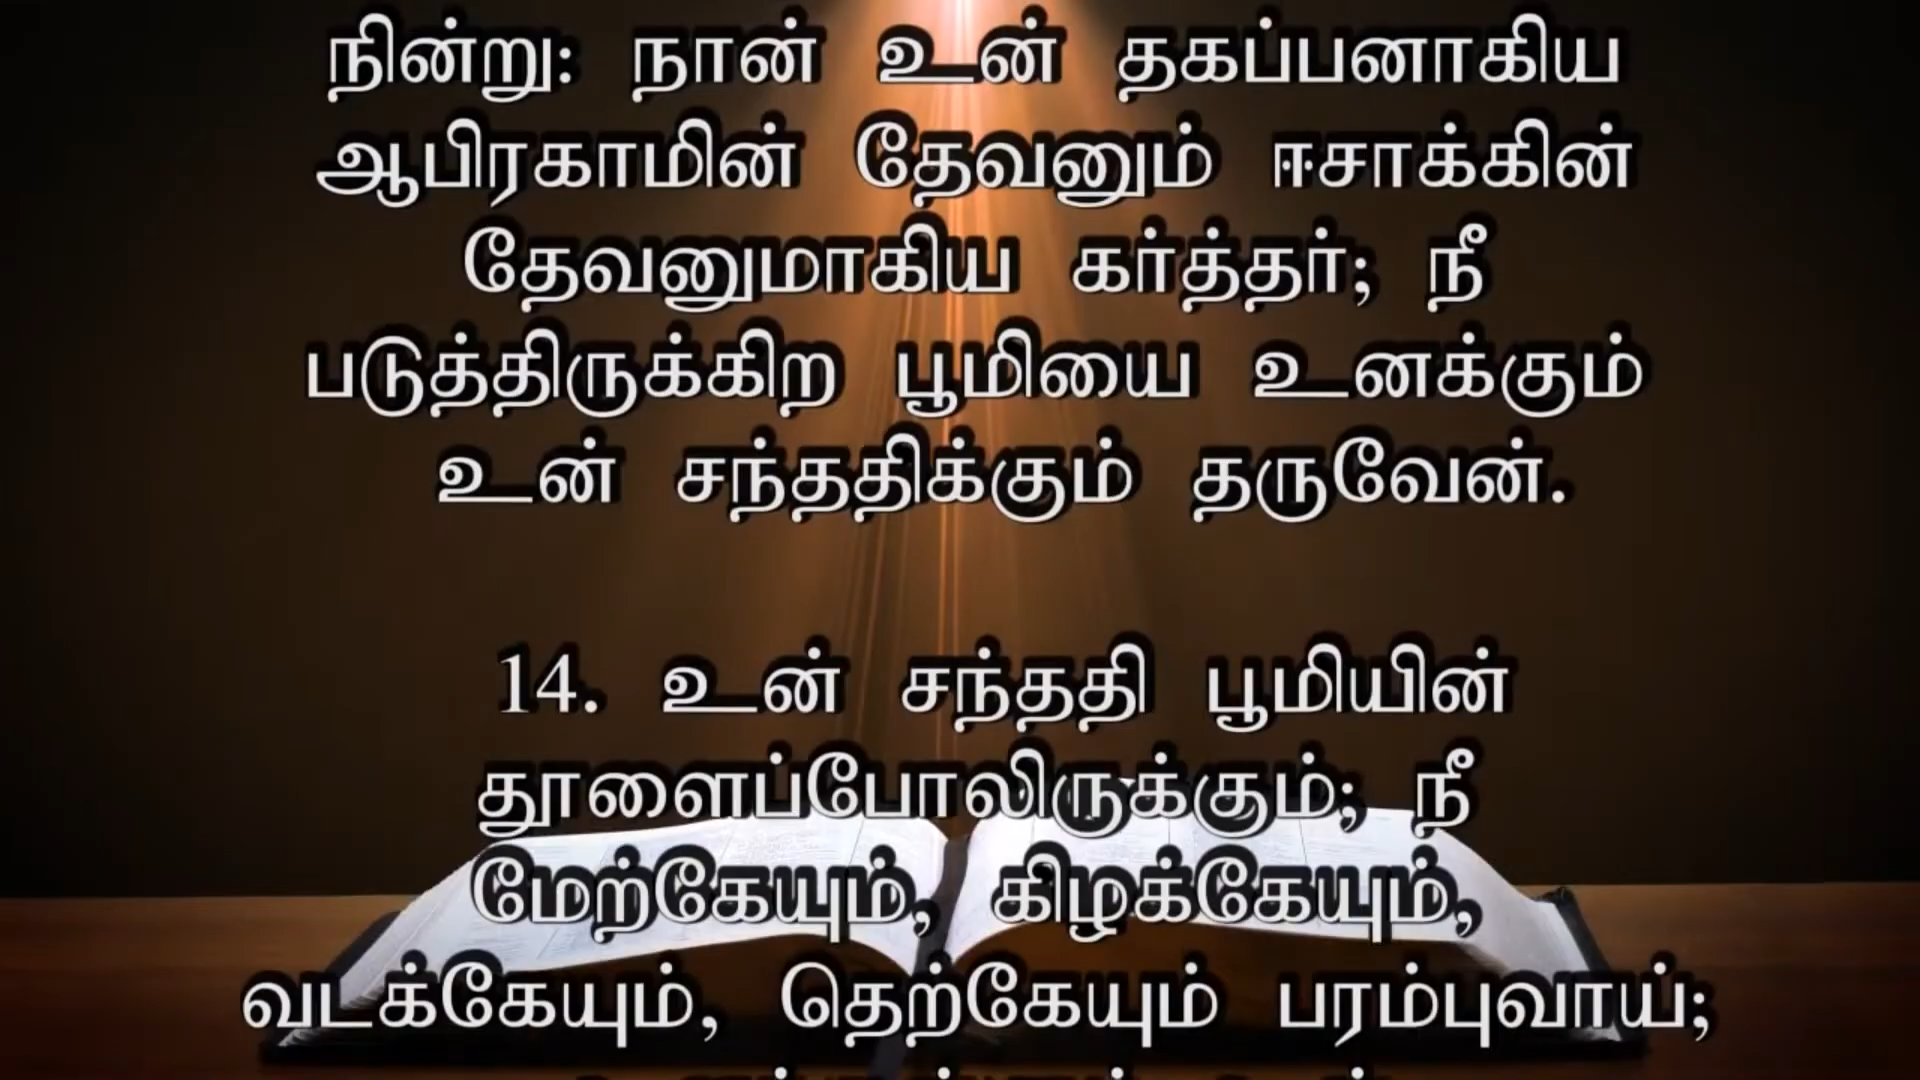 நின்று: நான் உன் தகப்பனாகிய
ஆபிரகாமின் தேவனும் ஈசாக்கின்
தேவனுமாகிய கர்த்தர்; நீ
படுத்திருக்கிற பூமியை உனக்கும்
உன் சந்ததிக்கும் தருவேன்.
14. உன் சந்ததி பூமியின்
தூளைப்போலிருக்கும்; நீ
மேற்கேயும், கிழக்கேயும்,
வடக்கேயும், தெற்கேயும் பரம்புவாய்;